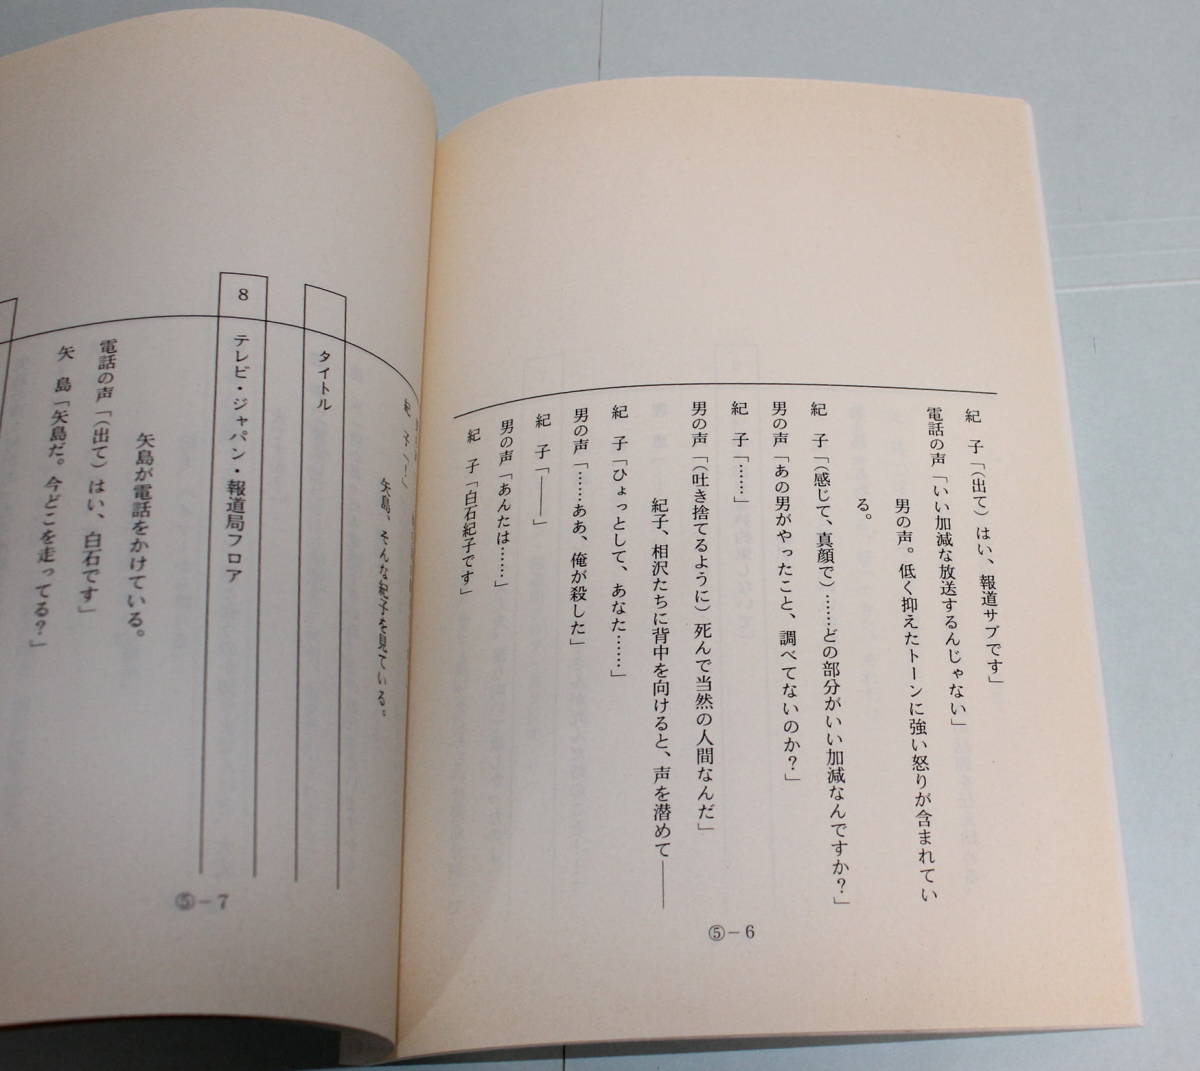 紀　子「(出て)はい、報道サブです」
電話の声「いい加減な放送するんじゃない」
男の声。低く抑えたトーンに強い怒りが含まれてい
る。
紀　子「(感じて、真顔で)……どの部分がいい加減なんですか？」
男の声「あの男がやったこと、調べてないのか？」
紀　子「……」
男の声「(吐き捨てるように)死んで当然の人間なんだ」
紀子、相沢たちに背中を向けると、声を潜めて――
紀　子「ひょっとして、あなた……」
男の声「……ああ、俺が殺した」
紀　子「――」
男の声「あんたは……」
紀　子「白石紀子です」
⑤－6
紀　子「！」
矢島、そんな紀子を見ている。
タイトル
8　テレビ・ジャパン・報道局フロア
矢島が電話をかけている。
電話の声「(出て)はい、白石です」
矢　島「矢島だ。今どこを走ってる？」
⑤－7